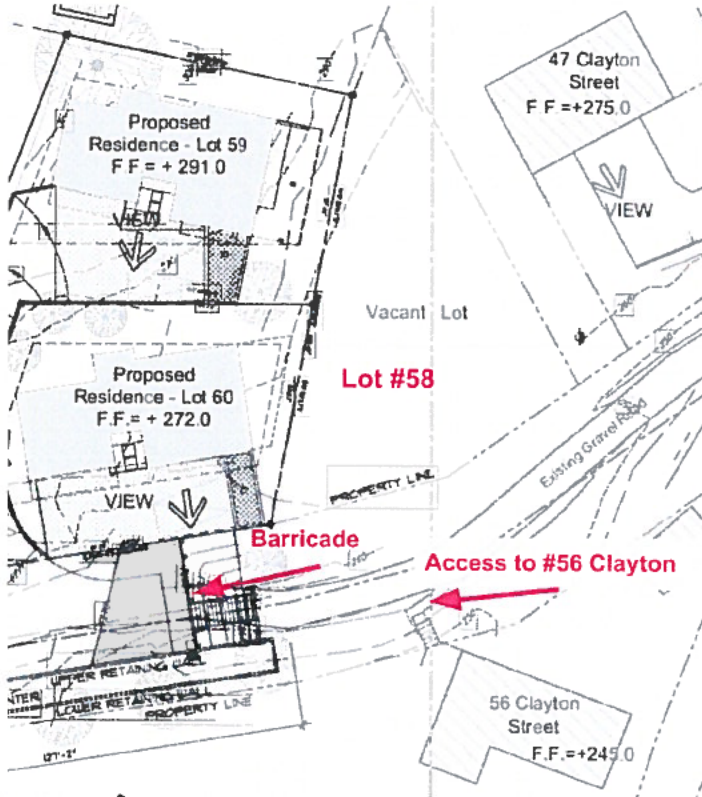 47 Clayton
Street
F.F.=+275.0
VIEW
Proposed
Residence - Lot 59
F.F= + 291.0
VIEW
Vacant Lot
Lot #58
Proposed
Residence - Lot 60
F.F.= + 272.0
VIEW
PROPERTY LINE
Existing Gravel Road
Barricade
Access to #56 Clayton
UPPER RETAINING
LOWER RETAINING WALL
PROPERTY LINE
56 Clayton
Street
F.F.=+245.0